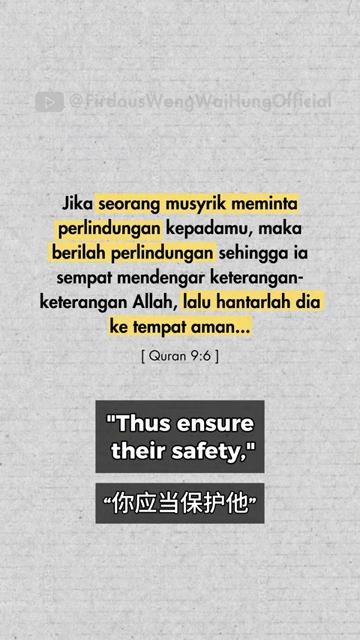 @FirdausWongWaiHungOfficial
Jika seorang musyrik meminta
perlindungan kepadamu, maka
berilah perlindungan sehingga ia
sempat mendengar keterangan-
keterangan Allah, lalu hantarlah dia
ke tempat aman...
[ Quran 9:6 ]
"Thus ensure
their safety,"
“你应当保护他”